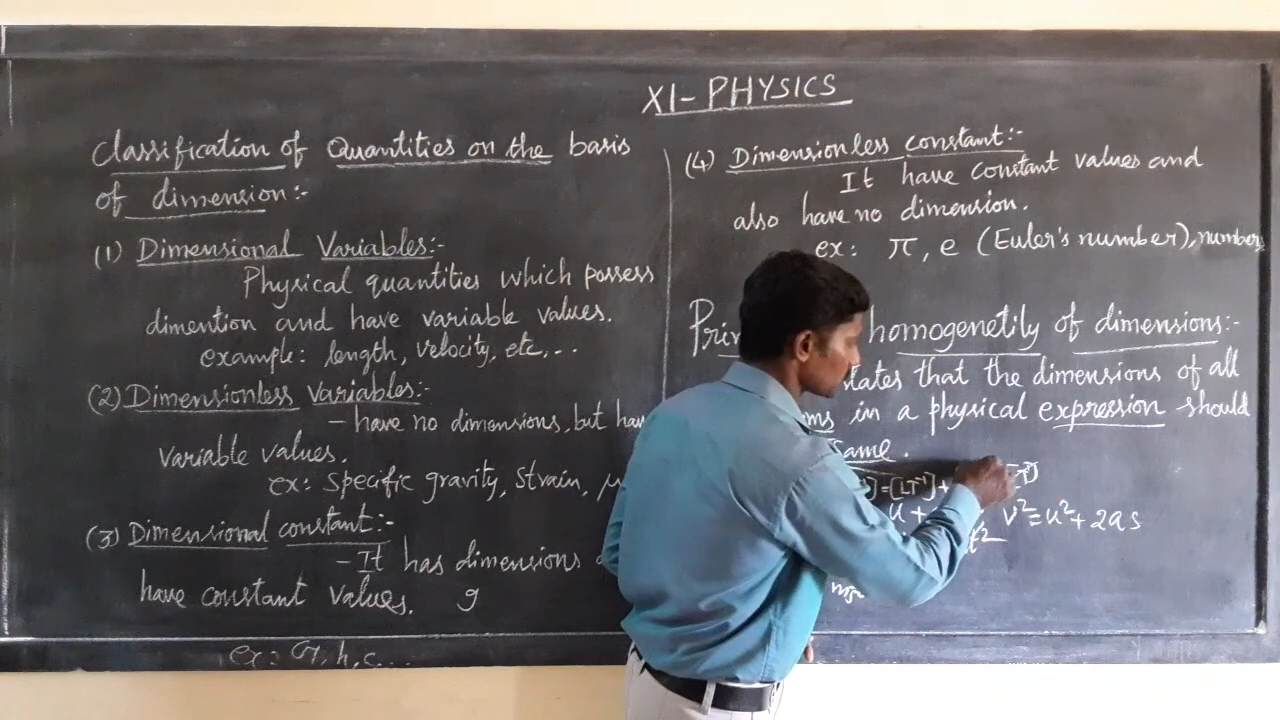 XI- PHYSICS
Classification of Quantities on the basis
of dimension:-
(1) Dimensional Variables:-
Physical quantities which possess
dimention and have variable values.
example: length, velocity, etc,...
(2) Dimensionless Variables:-
- have no dimensions, but hav
variable values.
ex: specific gravity, strain, μ
(3) Dimensional constant:-
- It has dimensions
have constant values. g
ex: G, h, c...
(4) Dimensionless constant:-
It have constant values and
also have no dimension.
ex: π, e (Euler's number), number
homogenetily of dimensions:-
that the dimensions of all
in a physical expression should
same.
]=[LT⁻¹]+
u + v²=u²+2as
t²